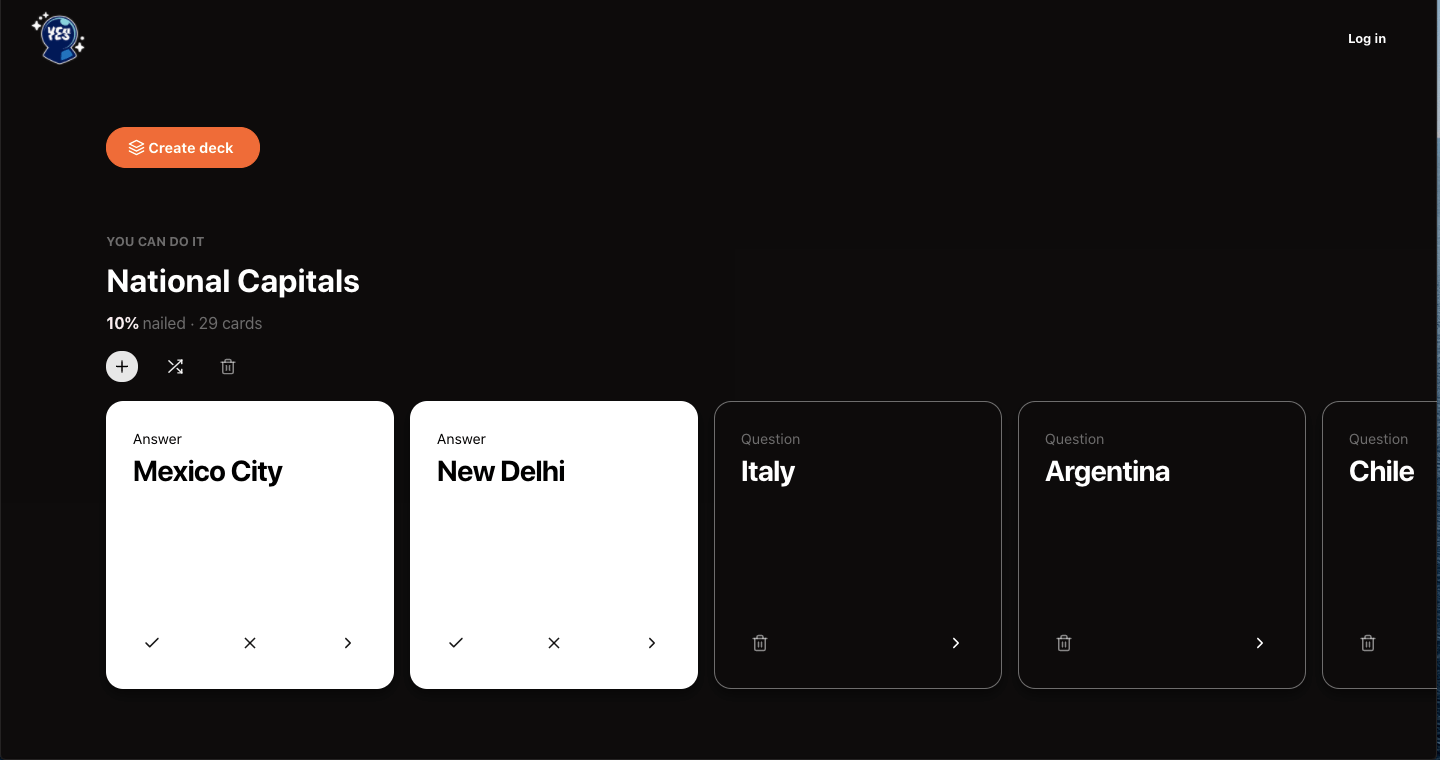 YES
Log in
Create deck
YOU CAN DO IT
National Capitals
10% nailed · 29 cards
Answer
Mexico City
Answer
New Delhi
Question
Italy
Question
Argentina
Question
Chile